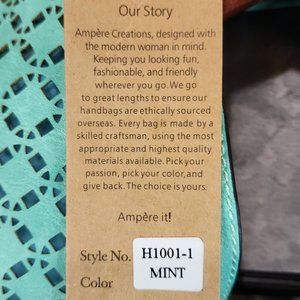 Our Story
Ampère Creations, designed with
the modern woman in mind.
Keeping you looking fun,
fashionable, and friendly
wherever you go. We go
to great lengths to ensure our
handbags are ethically sourced
overseas. Every bag is made by a
skilled craftsman, using the most
appropriate and highest quality
materials available. Pick your
passion, pick your color, and
give back. The choice is yours.
Ampère it!
Style No. H1001-1
Color MINT